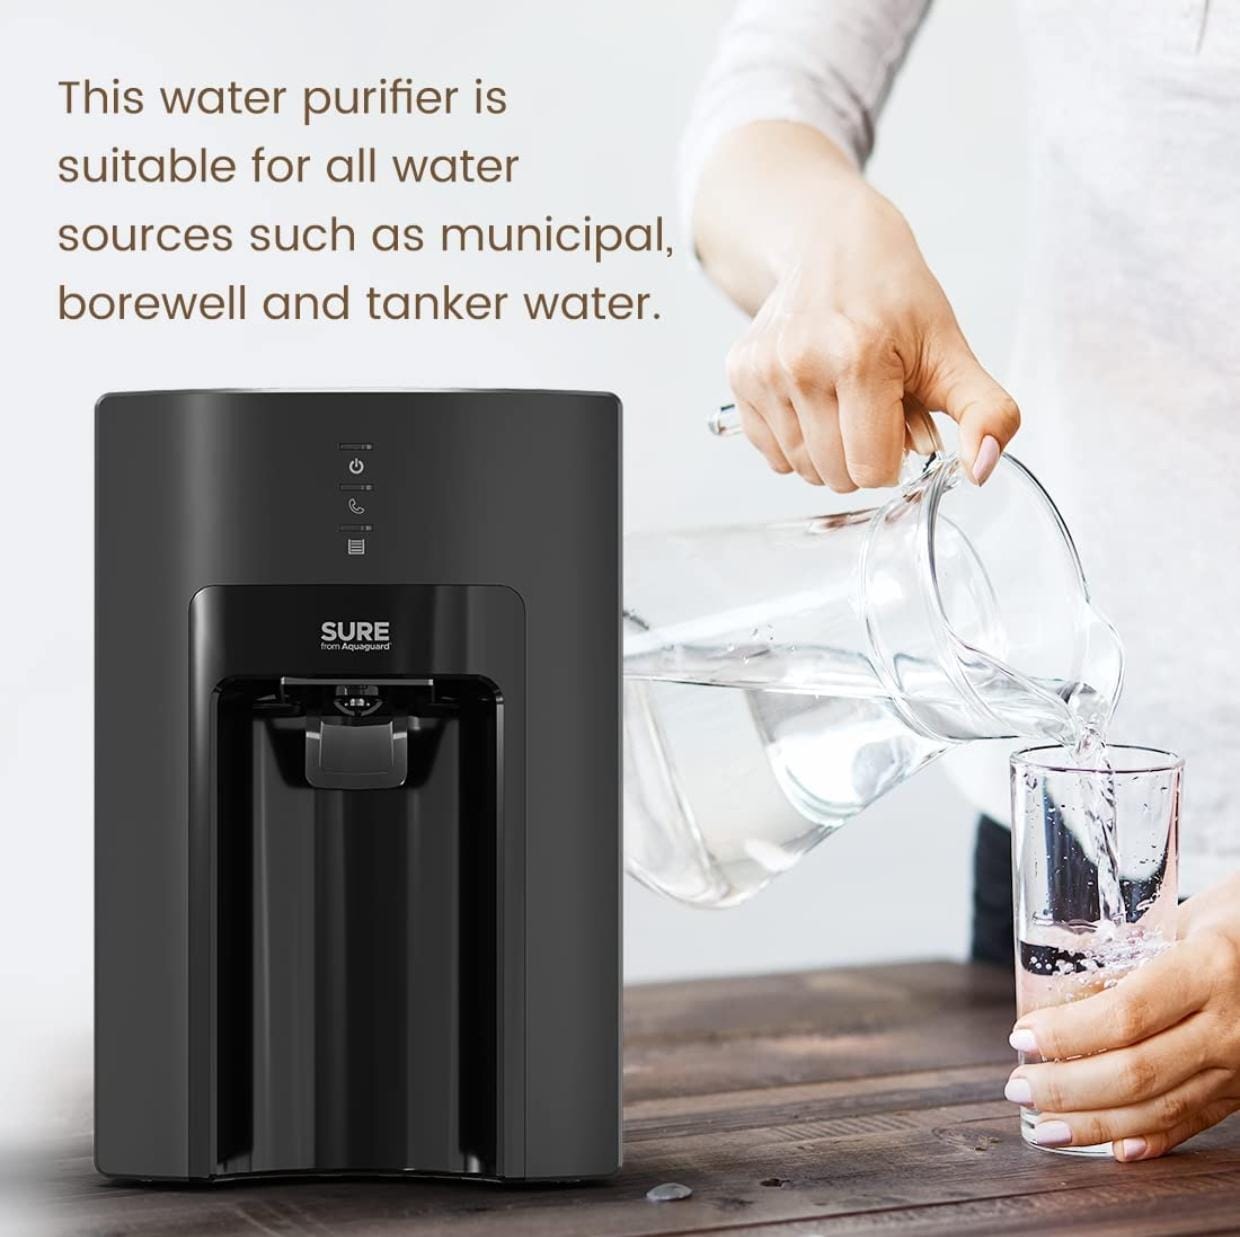 This water purifier is
suitable for all water
sources such as municipal,
borewell and tanker water.
SURE
from Aquaguard